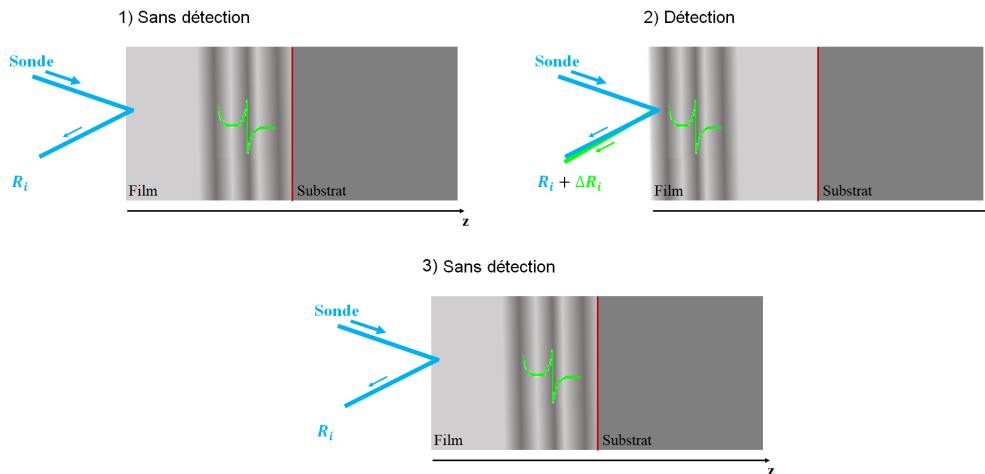 1) Sans détection
Sonde
R_i
Film
Substrat
z
2) Détection
Sonde
R_i + ΔR_i
Film
Substrat
3) Sans détection
Sonde
R_i
Film
Substrat
z